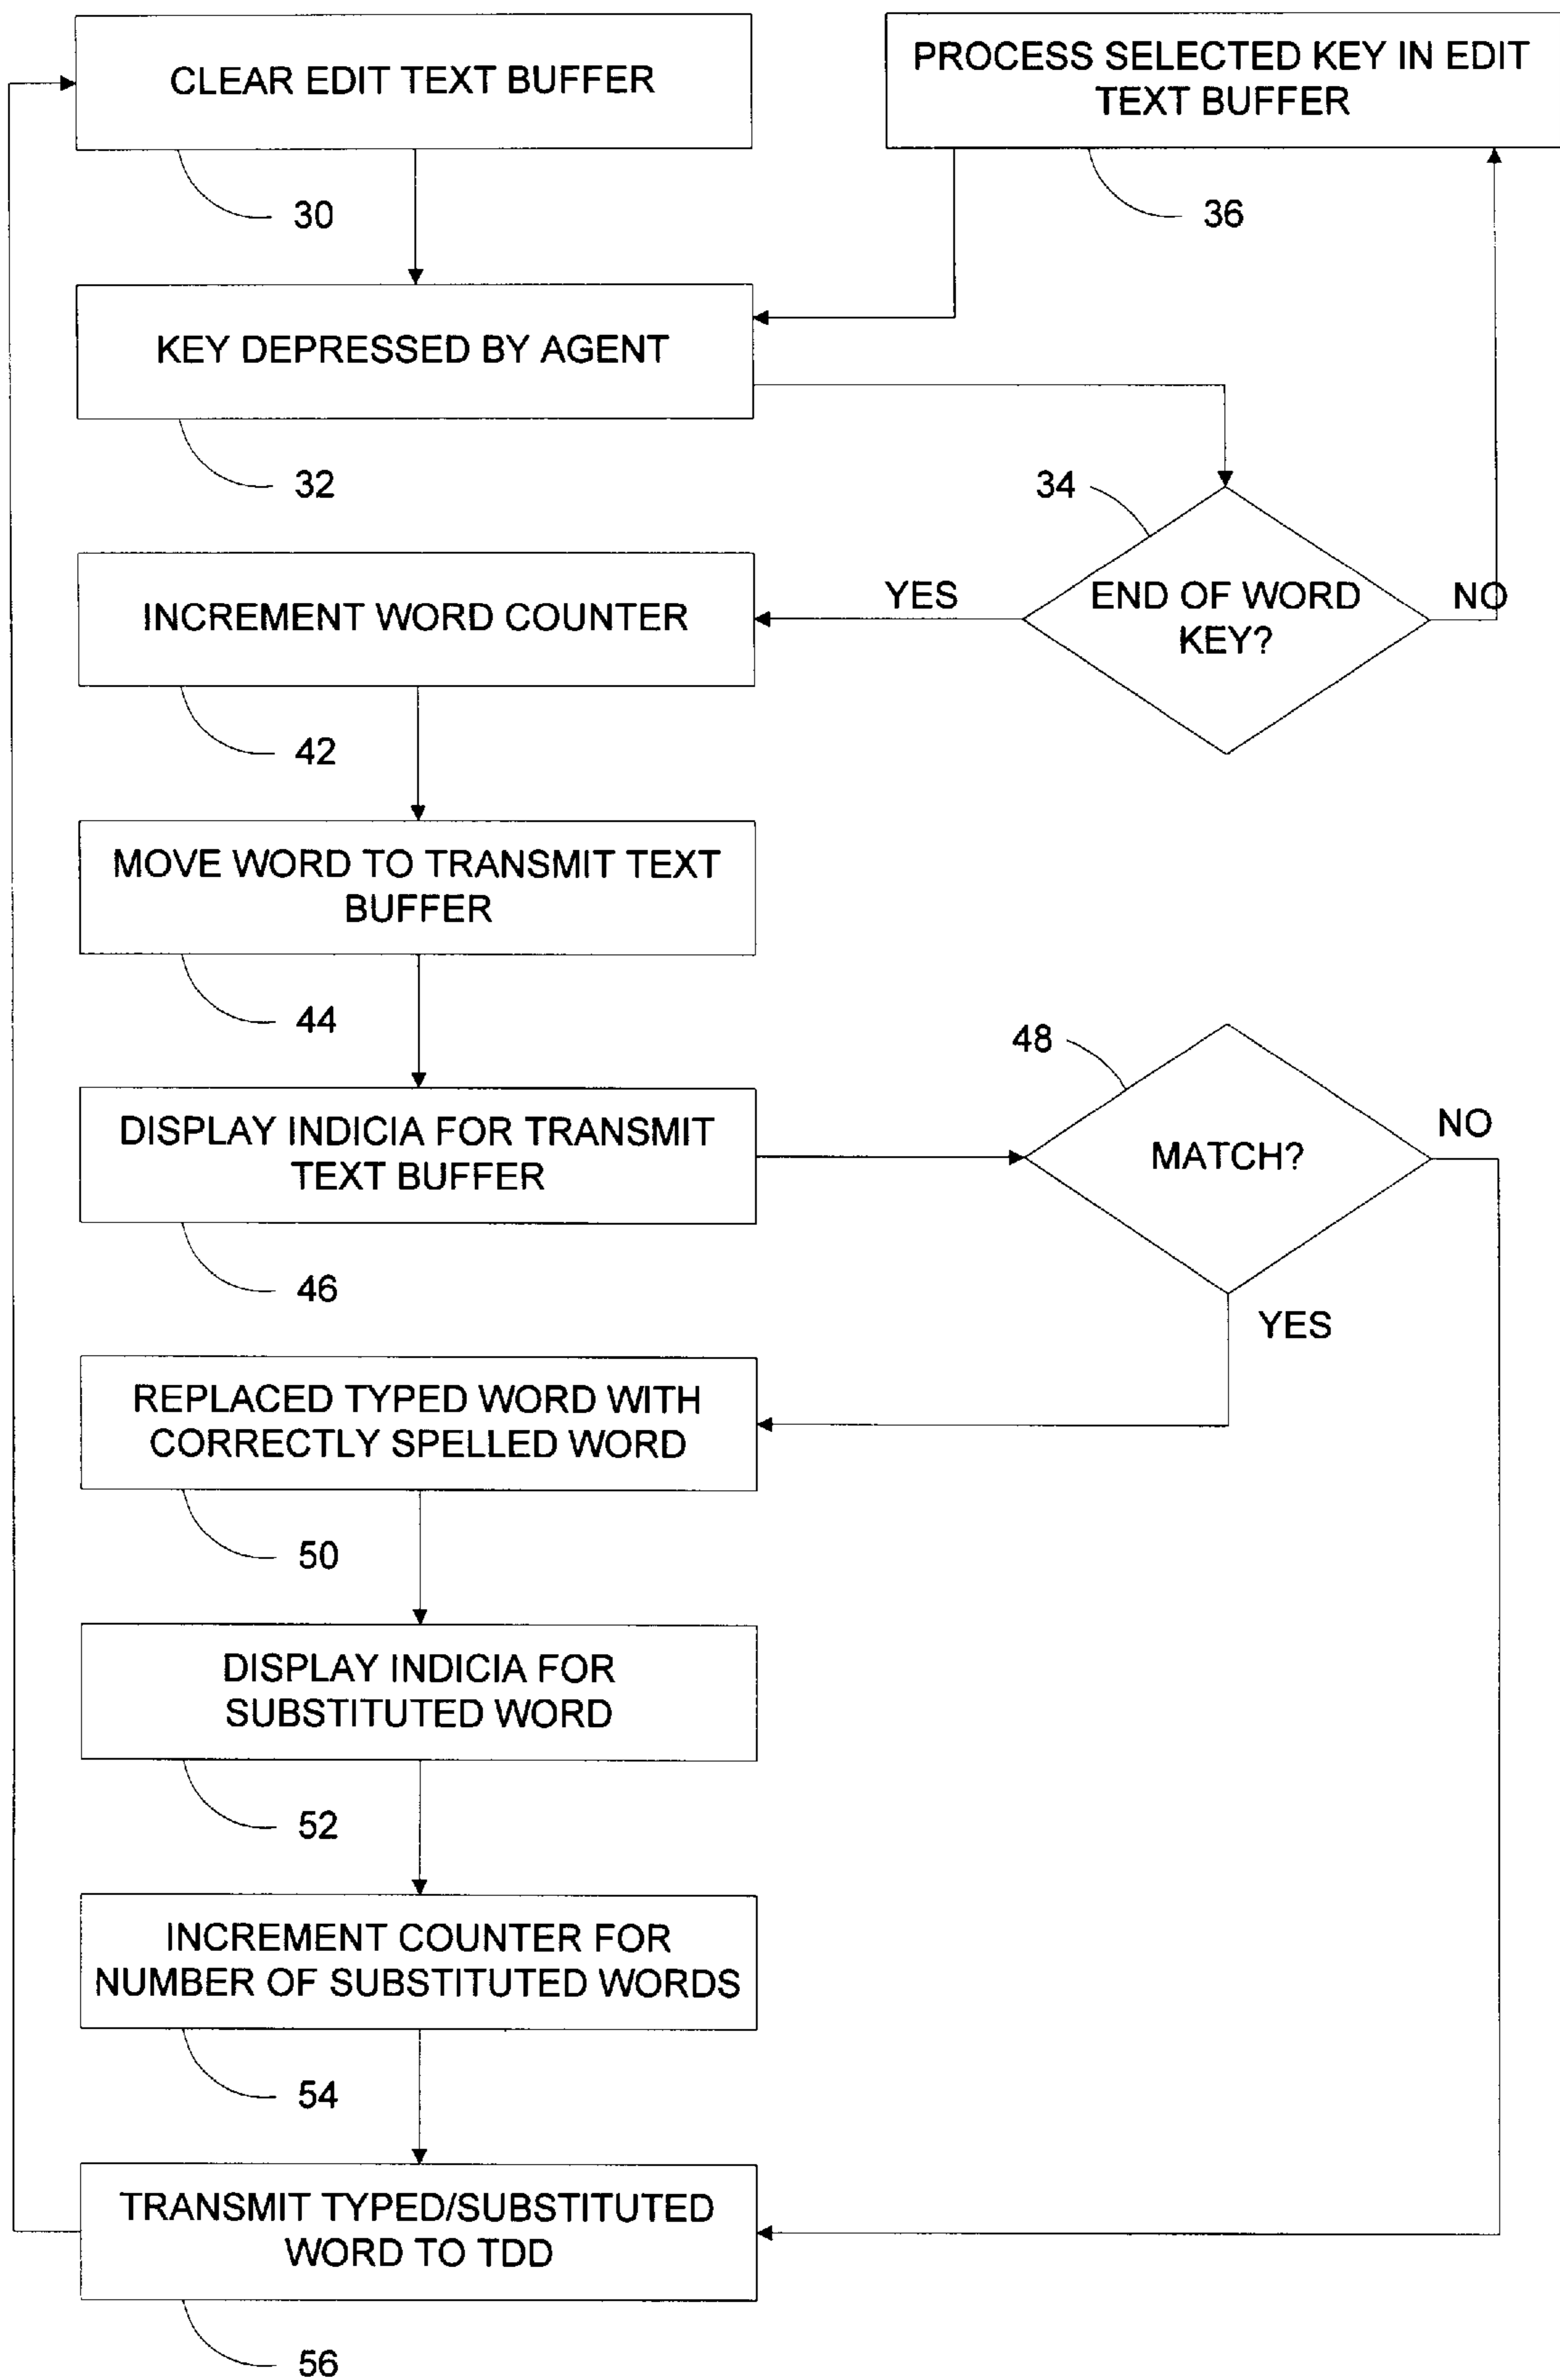 CLEAR EDIT TEXT BUFFER
30
PROCESS SELECTED KEY IN EDIT
TEXT BUFFER
36
KEY DEPRESSED BY AGENT
32
34
END OF WORD
KEY?
YES
NO
INCREMENT WORD COUNTER
42
MOVE WORD TO TRANSMIT TEXT
BUFFER
44
DISPLAY INDICIA FOR TRANSMIT
TEXT BUFFER
46
48
MATCH?
NO
YES
REPLACED TYPED WORD WITH
CORRECTLY SPELLED WORD
50
DISPLAY INDICIA FOR
SUBSTITUTED WORD
52
INCREMENT COUNTER FOR
NUMBER OF SUBSTITUTED WORDS
54
TRANSMIT TYPED/SUBSTITUTED
WORD TO TDD
56